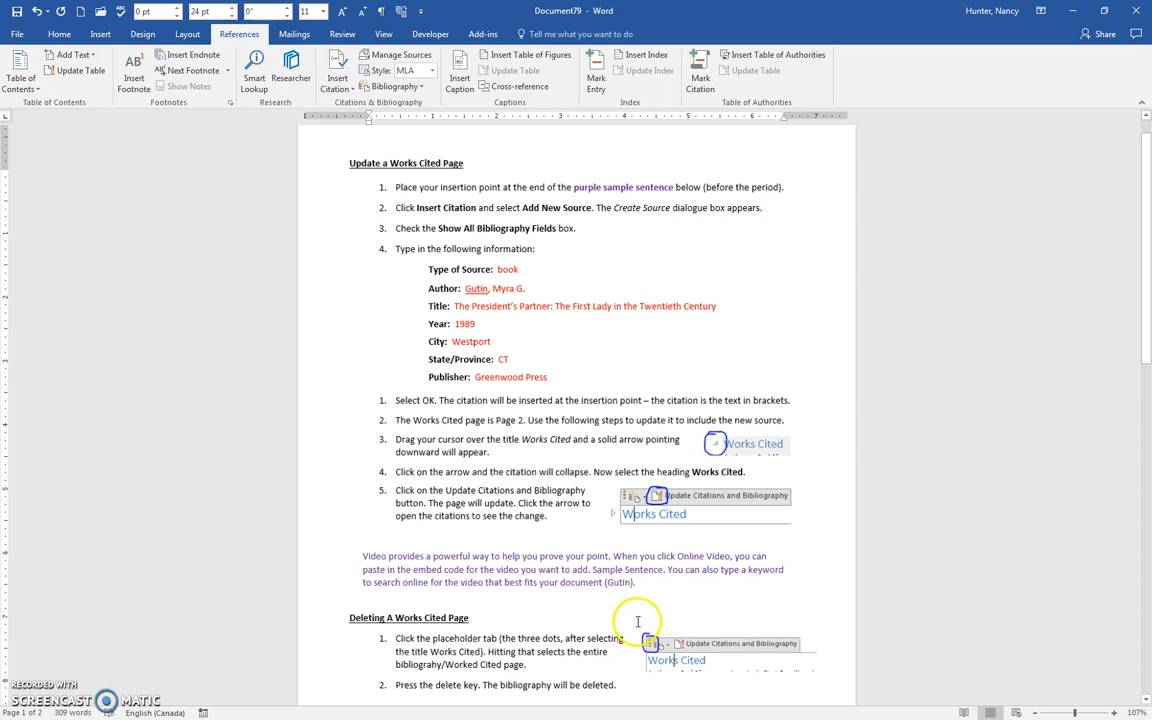 0 pt
24 pt
0"
11
Document79 - Word
Hunter, Nancy
File
Home
Insert
Design
Layout
References
Mailings
Review
View
Developer
Add-ins
Tell me what you want to do
Share
Table of Contents
Add Text
Update Table
Table of Contents
AB1
Insert Footnote
Insert Endnote
Next Footnote
Show Notes
Footnotes
Smart Lookup
Researcher
Research
Insert Citation
Manage Sources
Style: MLA
Bibliography
Citations & Bibliography
Insert Caption
Insert Table of Figures
Update Table
Cross-reference
Captions
Mark Entry
Insert Index
Update Index
Index
Mark Citation
Insert Table of Authorities
Update Table
Table of Authorities
Update a Works Cited Page
1. Place your insertion point at the end of the purple sample sentence below (before the period).
2. Click Insert Citation and select Add New Source. The Create Source dialogue box appears.
3. Check the Show All Bibliography Fields box.
4. Type in the following information:
Type of Source: book
Author: Gutin, Myra G.
Title: The President's Partner: The First Lady in the Twentieth Century
Year: 1989
City: Westport
State/Province: CT
Publisher: Greenwood Press
1. Select OK. The citation will be inserted at the insertion point – the citation is the text in brackets.
2. The Works Cited page is Page 2. Use the following steps to update it to include the new source.
3. Drag your cursor over the title Works Cited and a solid arrow pointing
downward will appear.
Works Cited
4. Click on the arrow and the citation will collapse. Now select the heading Works Cited.
5. Click on the Update Citations and Bibliography
button. The page will update. Click the arrow to
open the citations to see the change.
Update Citations and Bibliography
Works Cited
Video provides a powerful way to help you prove your point. When you click Online Video, you can
paste in the embed code for the video you want to add. Sample Sentence. You can also type a keyword
to search online for the video that best fits your document (Gutin).
Deleting A Works Cited Page
1. Click the placeholder tab (the three dots, after selecting
the title Works Cited). Hitting that selects the entire
bibliograhy/Worked Cited page.
Update Citations and Bibliography
Works Cited
2. Press the delete key. The bibliography will be deleted.
RECORDED WITH
SCREENCAST MATIC
Page 1 of 2
309 words
English (Canada)
107%